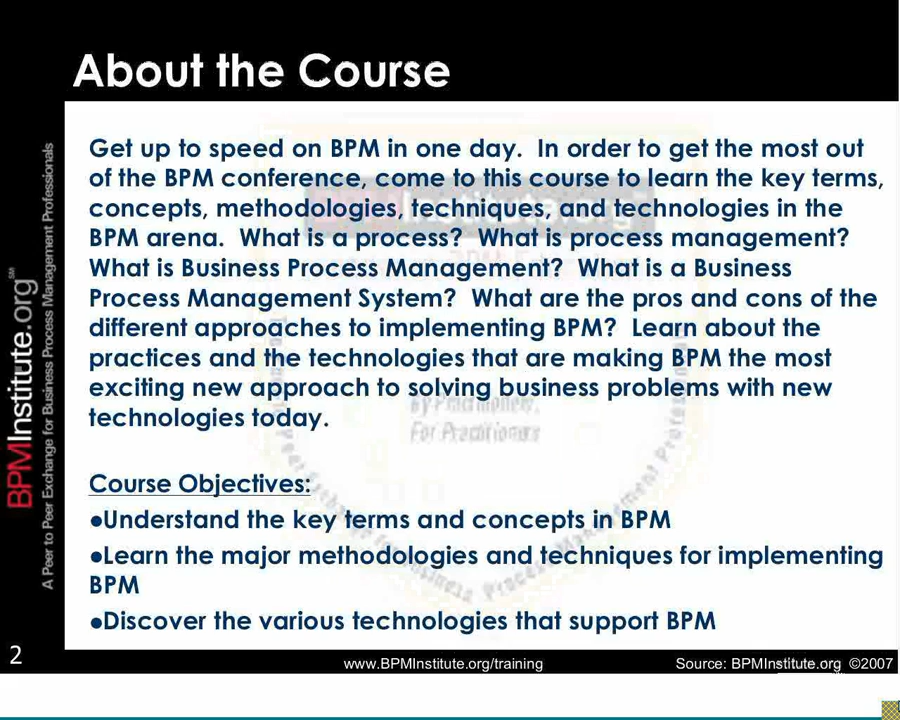 About the Course
Get up to speed on BPM in one day.  In order to get the most out
of the BPM conference, come to this course to learn the key terms,
concepts, methodologies, techniques, and technologies in the
BPM arena.  What is a process?  What is process management?
What is Business Process Management?  What is a Business
Process Management System?  What are the pros and cons of the
different approaches to implementing BPM?  Learn about the
practices and the technologies that are making BPM the most
exciting new approach to solving business problems with new
technologies today.
By Practitioners,
For Practitioners
Course Objectives:
●Understand the key terms and concepts in BPM
●Learn the major methodologies and techniques for implementing
BPM
●Discover the various technologies that support BPM
BPMInstitute.org℠
A Peer to Peer Exchange for Business Process Management Professionals
2
www.BPMInstitute.org/training
Source: BPMInstitute.org ©2007